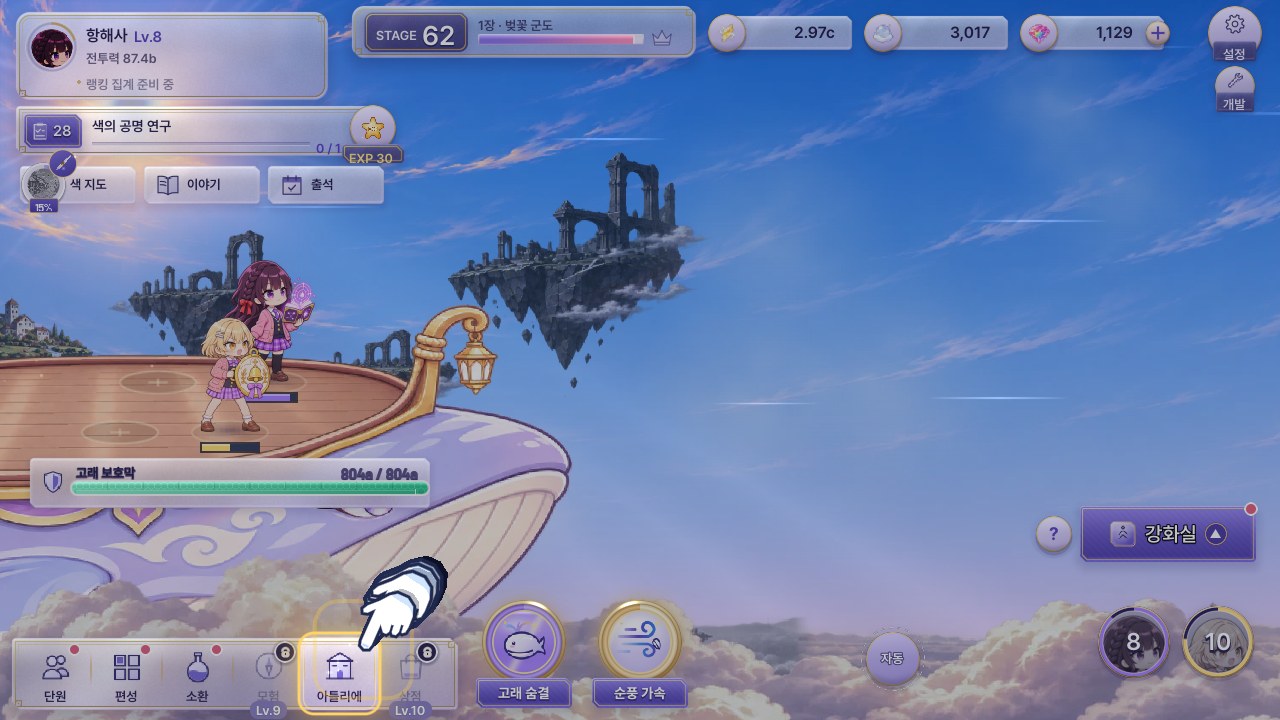 항해사 Lv.8
전투력 87.4b
랭킹 집계 준비 중
STAGE 62
1장 · 벚꽃 군도
2.97c
3,017
1,129
설정
개발
28
색의 공명 연구
0 / 1
EXP 30
색 지도
15%
이야기
출석
고래 보호막
804a / 804a
?
강화실
단원
편성
소환
모험
Lv.9
아틀리에
상점
Lv.10
고래 숨결
순풍 가속
자동
8
10